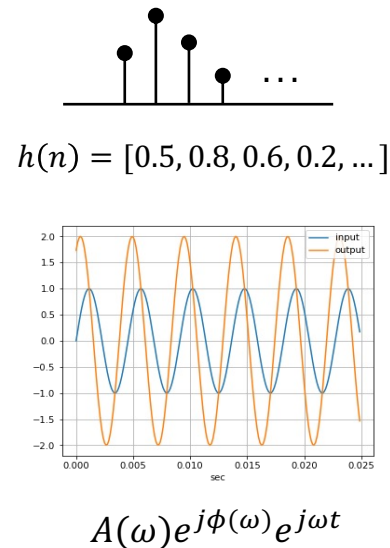 ...
h(n) = [0.5, 0.8, 0.6, 0.2, ...]
input
output
2.0
1.5
1.0
0.5
0.0
−0.5
−1.0
−1.5
−2.0
0.000 0.005 0.010 0.015 0.020 0.025
sec
A(ω)e^{jϕ(ω)}e^{jωt}